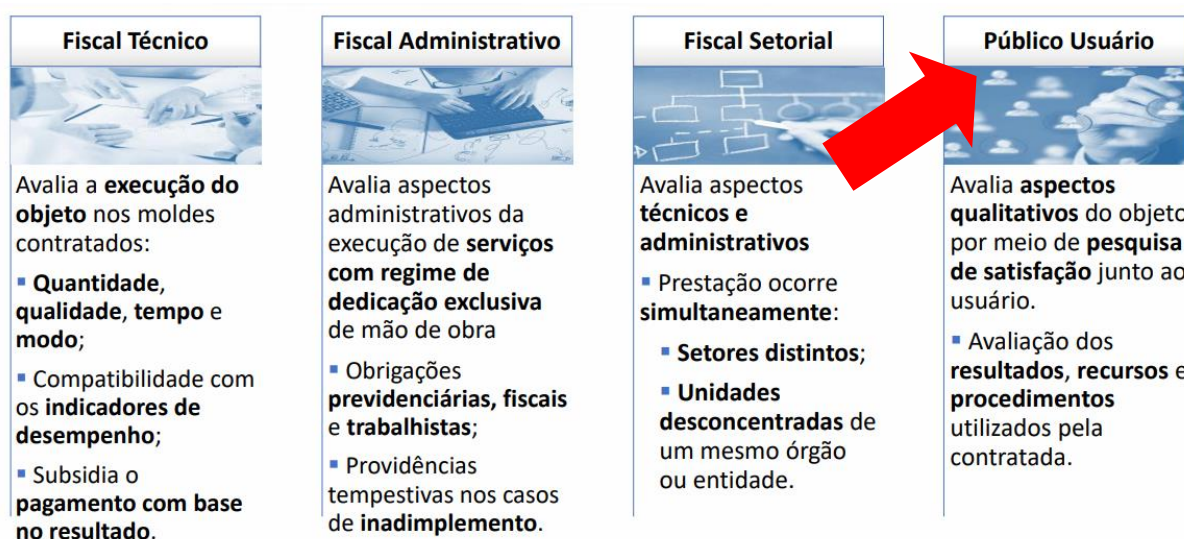 Fiscal Técnico
Avalia a execução do
objeto nos moldes
contratados:
▪ Quantidade,
qualidade, tempo e
modo;
▪ Compatibilidade com
os indicadores de
desempenho;
▪ Subsidia o
pagamento com base
no resultado.
Fiscal Administrativo
Avalia aspectos
administrativos da
execução de serviços
com regime de
dedicação exclusiva
de mão de obra
▪ Obrigações
previdenciárias, fiscais
e trabalhistas;
▪ Providências
tempestivas nos casos
de inadimplemento.
Fiscal Setorial
Avalia aspectos
técnicos e
administrativos
▪ Prestação ocorre
simultaneamente:
▪ Setores distintos;
▪ Unidades
desconcentradas de
um mesmo órgão
ou entidade.
Público Usuário
Avalia aspectos
qualitativos do objeto
por meio de pesquisa
de satisfação junto ao
usuário.
▪ Avaliação dos
resultados, recursos e
procedimentos
utilizados pela
contratada.